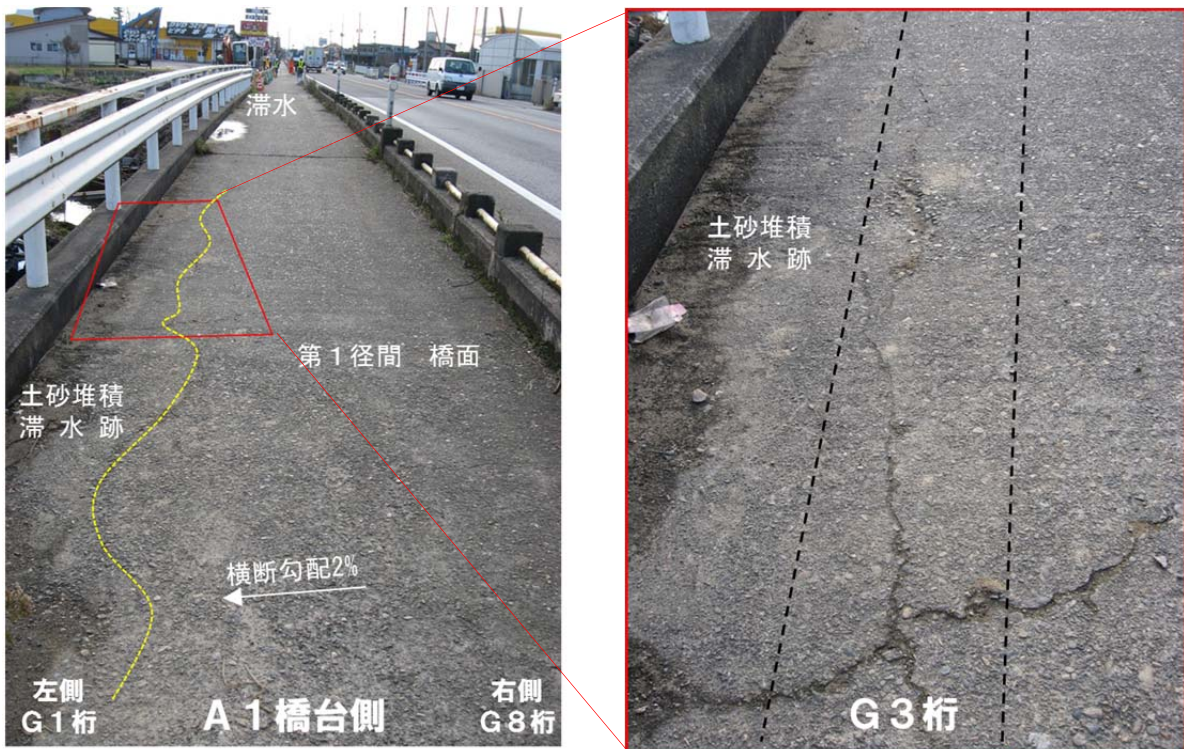 滞水
土砂堆積
滞 水 跡
第１径間　橋面
土砂堆積
滞 水 跡
横断勾配2%
左側
G１桁
A１橋台側
右側
G８桁
G３桁